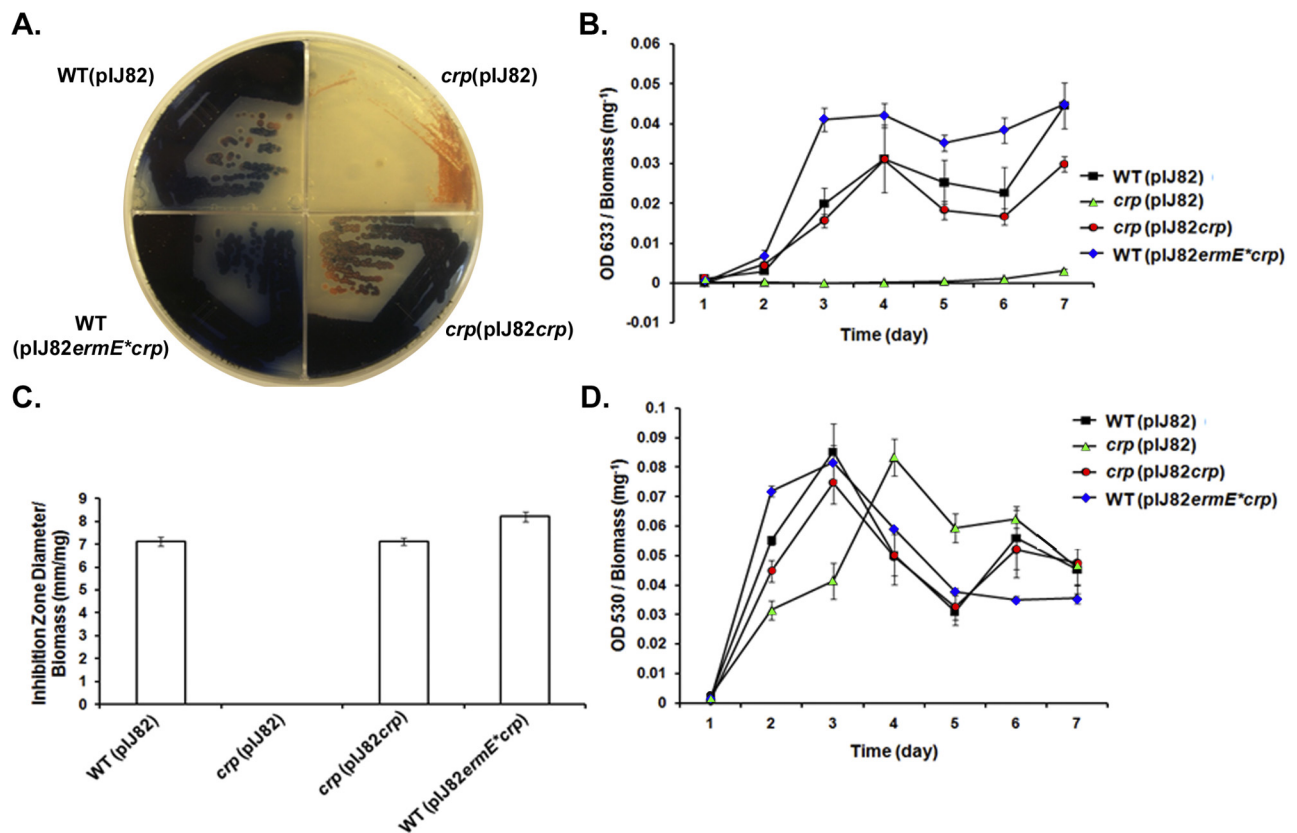 A.
WT(pIJ82)
crp(pIJ82)
WT
(pIJ82ermE*crp)
crp(pIJ82crp)
B.
0.06
0.05
0.04
0.03
0.02
0.01
0
-0.01
OD 633 / Biomass (mg-1)
1 2 3 4 5 6 7
Time (day)
WT (pIJ82)
crp (pIJ82)
crp (pIJ82crp)
WT (pIJ82ermE*crp)
C.
9
8
7
6
5
4
3
2
1
0
Inhibition Zone Diameter/
Biomass (mm/mg)
WT (pIJ82)
crp (pIJ82)
crp (pIJ82crp)
WT (pIJ82ermE*crp)
D.
0.1
0.09
0.08
0.07
0.06
0.05
0.04
0.03
0.02
0.01
0
OD 530 / Biomass (mg-1)
1 2 3 4 5 6 7
Time (day)
WT (pIJ82)
crp (pIJ82)
crp (pIJ82crp)
WT (pIJ82ermE*crp)